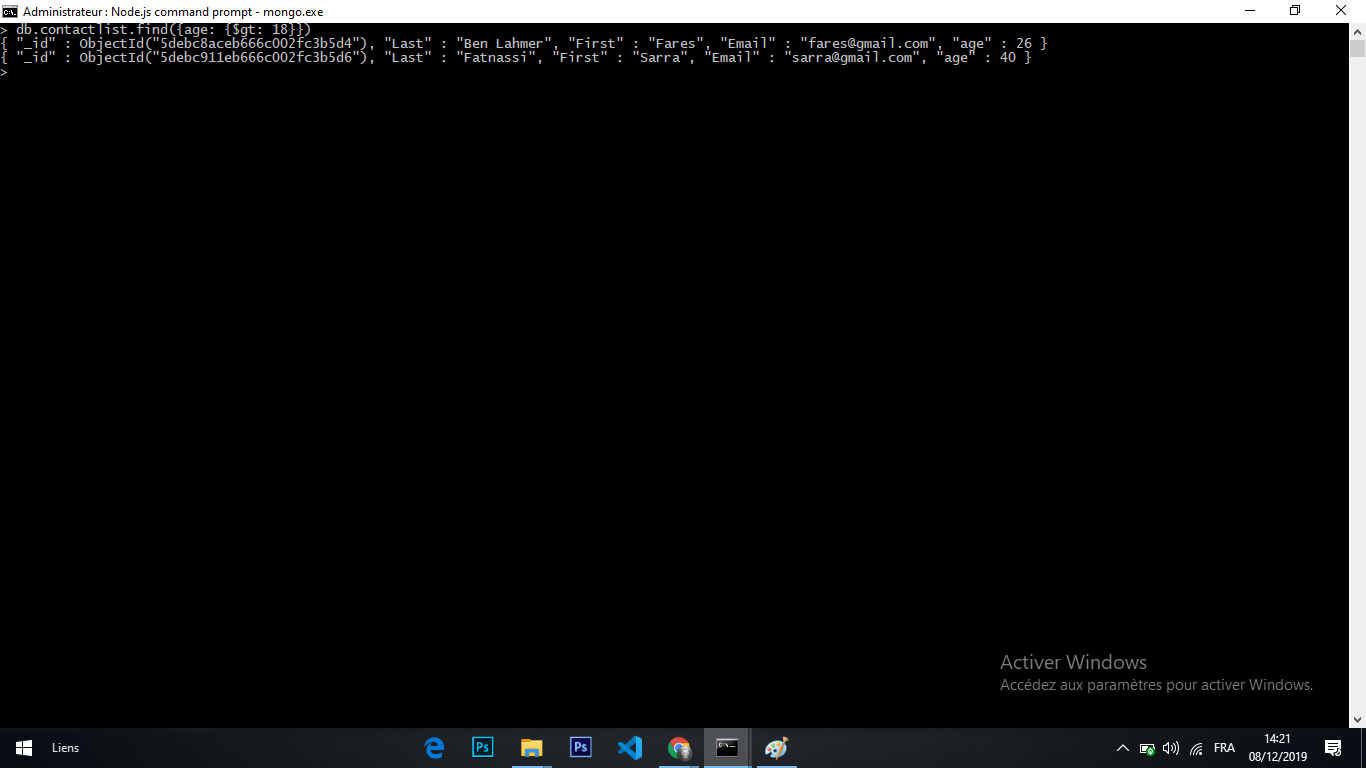 Administrateur : Node.js command prompt - mongo.exe
> db.contactlist.find({age: {$gt: 18}})
{ "_id" : ObjectId("5debc8aceb666c002fc3b5d4"), "Last" : "Ben Lahmer", "First" : "Fares", "Email" : "fares@gmail.com", "age" : 26 }
{ "_id" : ObjectId("5debc911eb666c002fc3b5d6"), "Last" : "Fatnassi", "First" : "Sarra", "Email" : "sarra@gmail.com", "age" : 40 }
>
Activer Windows
Accédez aux paramètres pour activer Windows.
Liens
Ps
Ps
FRA
14:21
08/12/2019